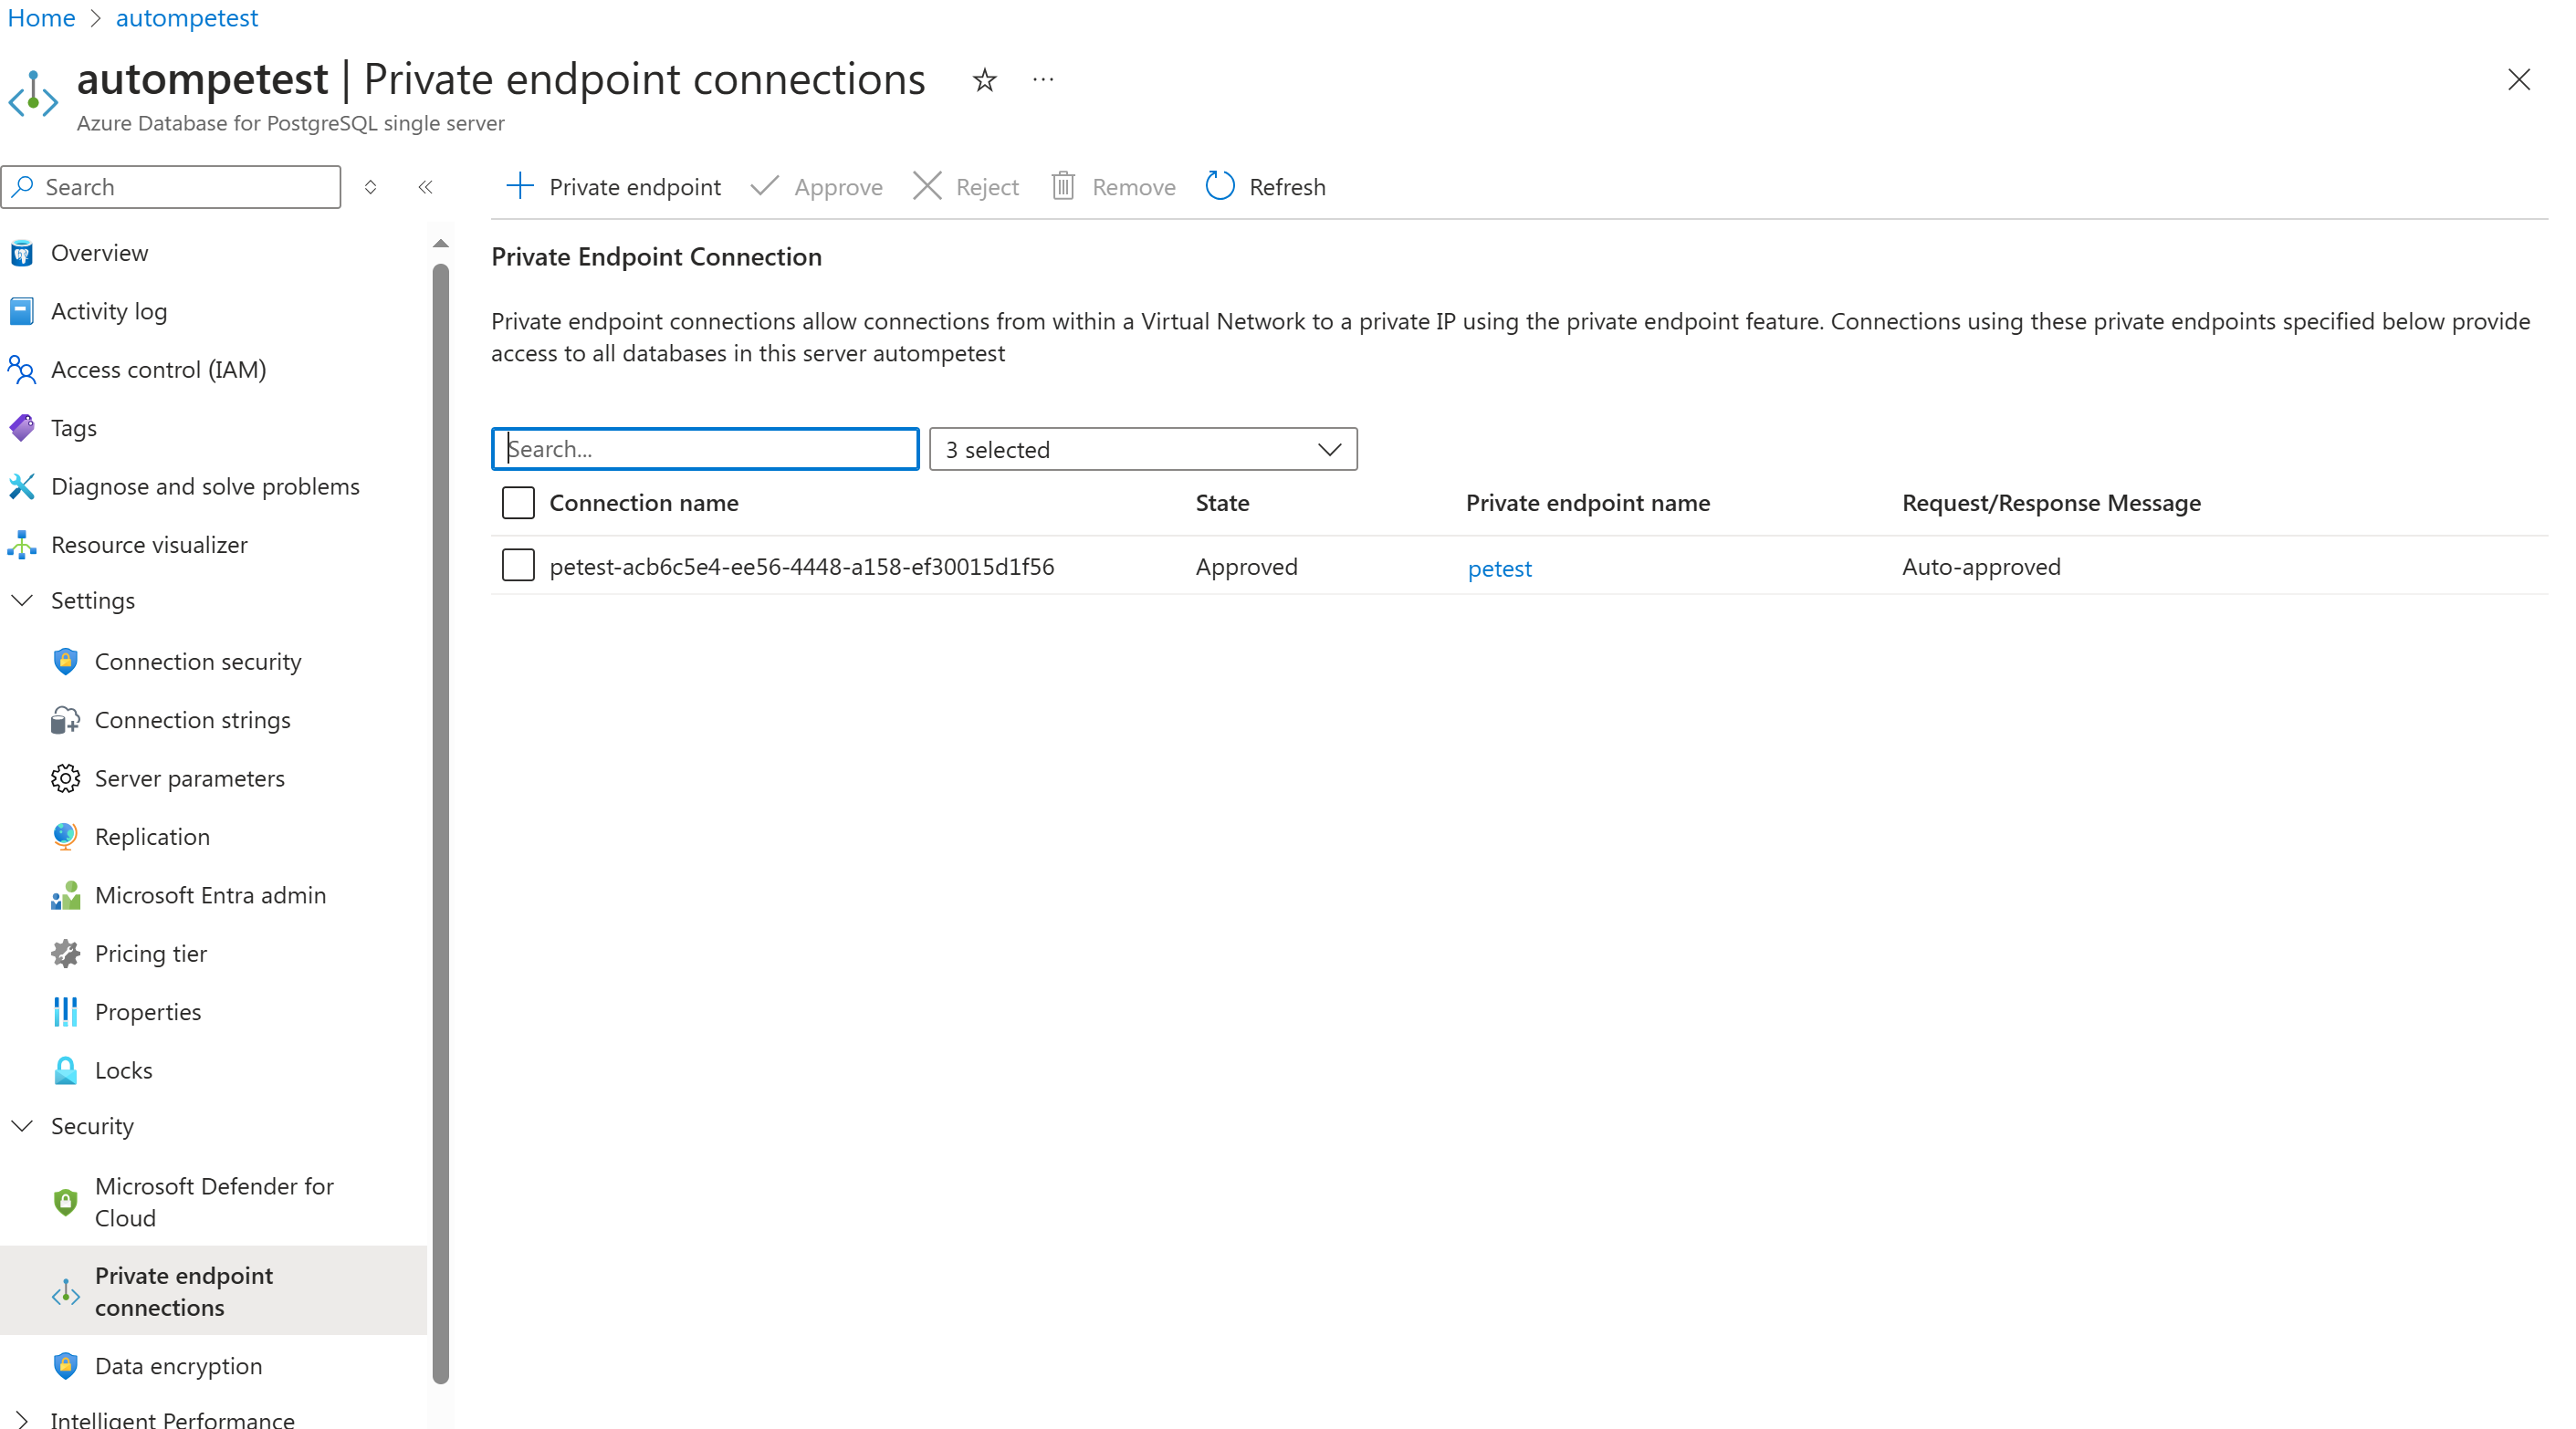 Home > autompetest
autompetest | Private endpoint connections ...
Azure Database for PostgreSQL single server
Search
Overview
Activity log
Access control (IAM)
Tags
Diagnose and solve problems
Resource visualizer
Settings
Connection security
Connection strings
Server parameters
Replication
Microsoft Entra admin
Pricing tier
Properties
Locks
Security
Microsoft Defender for
Cloud
Private endpoint
connections
Data encryption
Intelligent Performance
Private endpoint Approve Reject Remove Refresh
Private Endpoint Connection
Private endpoint connections allow connections from within a Virtual Network to a private IP using the private endpoint feature. Connections using these private endpoints specified below provide
access to all databases in this server autompetest
Search... 3 selected
Connection name State Private endpoint name Request/Response Message
petest-acb6c5e4-ee56-4448-a158-ef30015d1f56 Approved petest Auto-approved